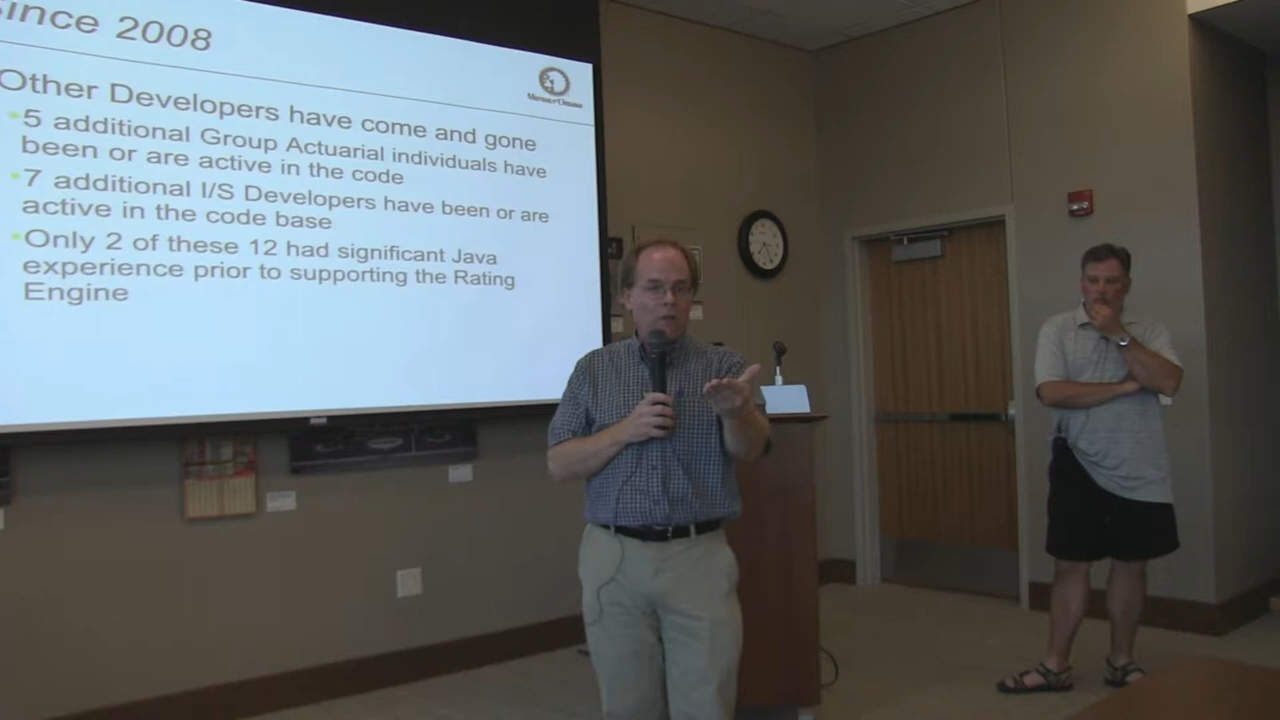 ince 2008
Other Developers have come and gone
5 additional Group Actuarial individuals have
been or are active in the code
7 additional I/S Developers have been or are
active in the code base
Only 2 of these 12 had significant Java
experience prior to supporting the Rating
Engine